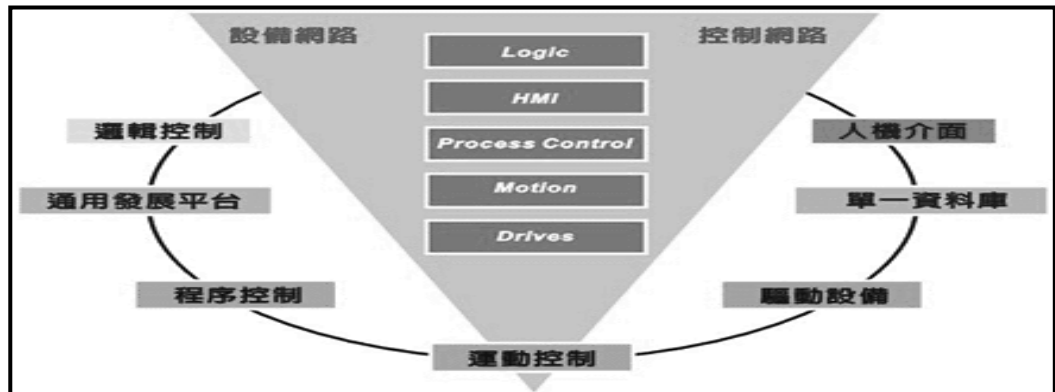 設備網路
控制網路
Logic
HMI
Process Control
Motion
Drives
邏輯控制
人機介面
通用發展平台
單一資料庫
程序控制
驅動設備
運動控制